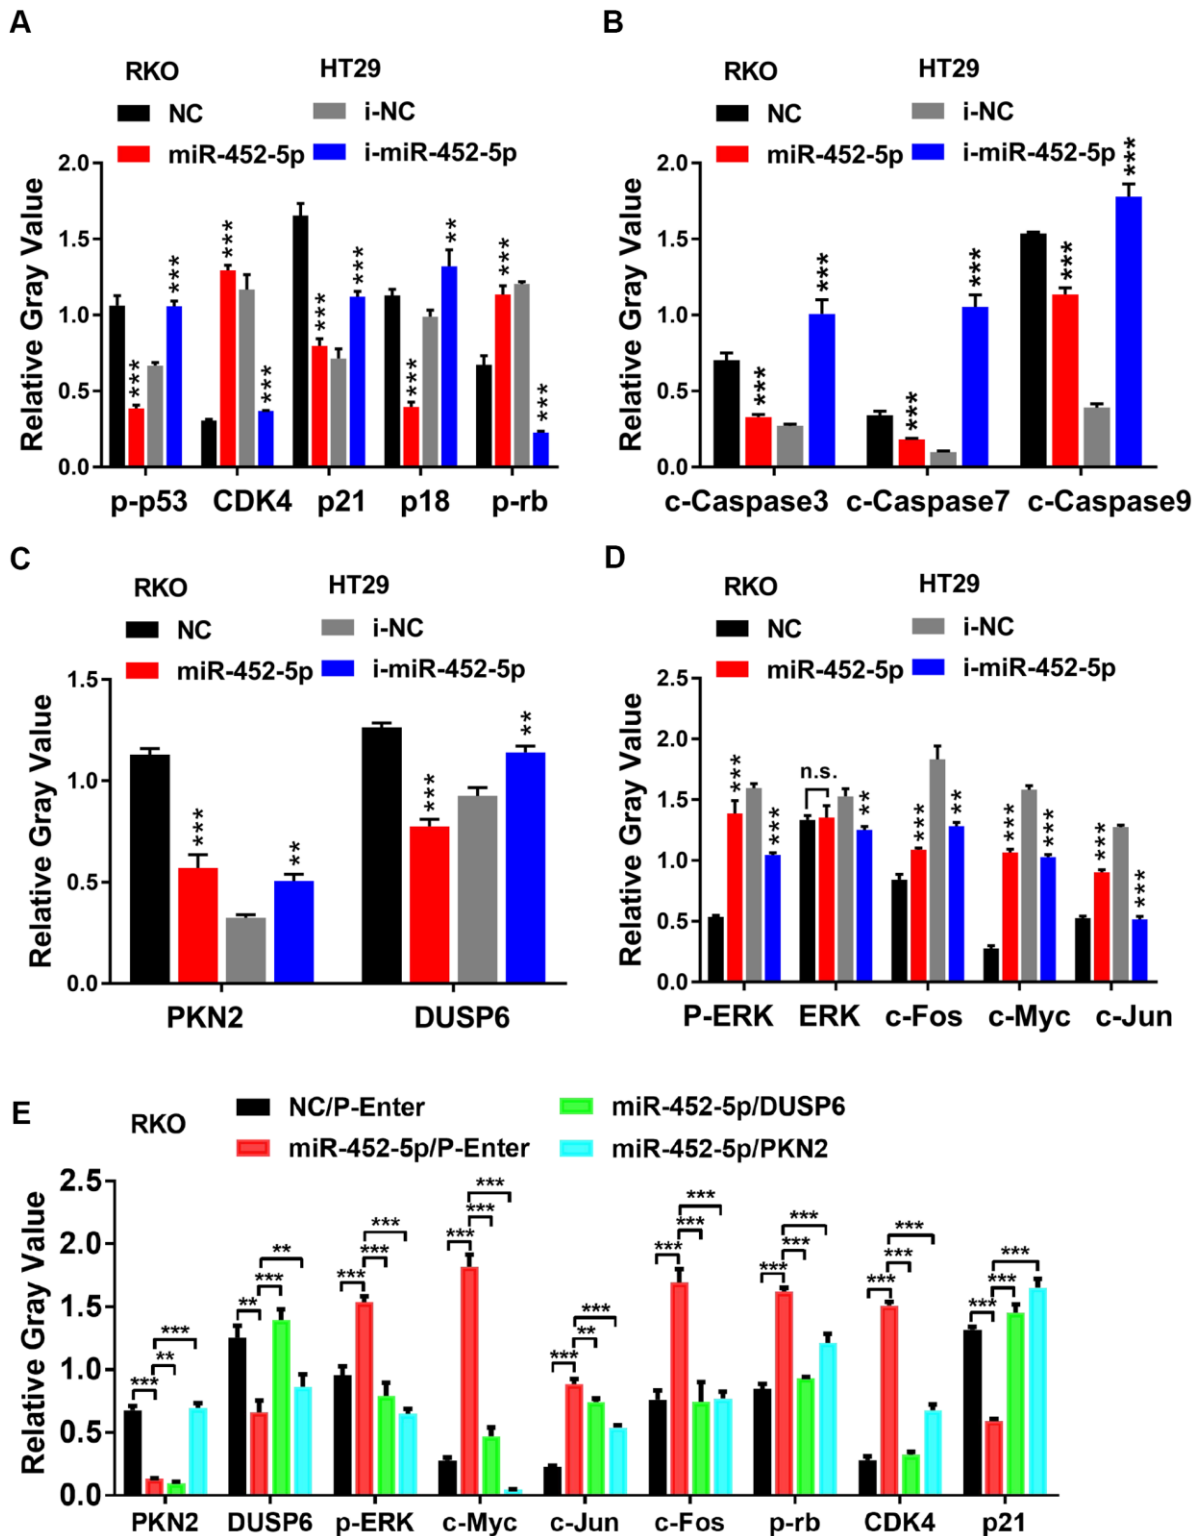 A
RKO HT29
NC i-NC
miR-452-5p i-miR-452-5p
Relative Gray Value
2.0
1.5
1.0
0.5
0.0
*** *** *** *** *** *** ** *** *** ***
p-p53 CDK4 p21 p18 p-rb
B
RKO HT29
NC i-NC
miR-452-5p i-miR-452-5p
Relative Gray Value
2.0
1.5
1.0
0.5
0.0
*** *** *** *** *** ***
c-Caspase3 c-Caspase7 c-Caspase9
C
RKO HT29
NC i-NC
miR-452-5p i-miR-452-5p
Relative Gray Value
1.5
1.0
0.5
0.0
*** ** *** **
PKN2 DUSP6
D
RKO HT29
NC i-NC
miR-452-5p i-miR-452-5p
Relative Gray Value
2.5
2.0
1.5
1.0
0.5
0.0
*** *** n.s. ** *** ** *** *** *** ***
P-ERK ERK c-Fos c-Myc c-Jun
E
RKO
NC/P-Enter miR-452-5p/DUSP6
miR-452-5p/P-Enter miR-452-5p/PKN2
Relative Gray Value
2.5
2.0
1.5
1.0
0.5
0.0
*** ** ***
** *** **
*** *** ***
*** *** ***
*** ** ***
*** *** ***
*** *** ***
*** *** ***
*** *** ***
PKN2 DUSP6 p-ERK c-Myc c-Jun c-Fos p-rb CDK4 p21